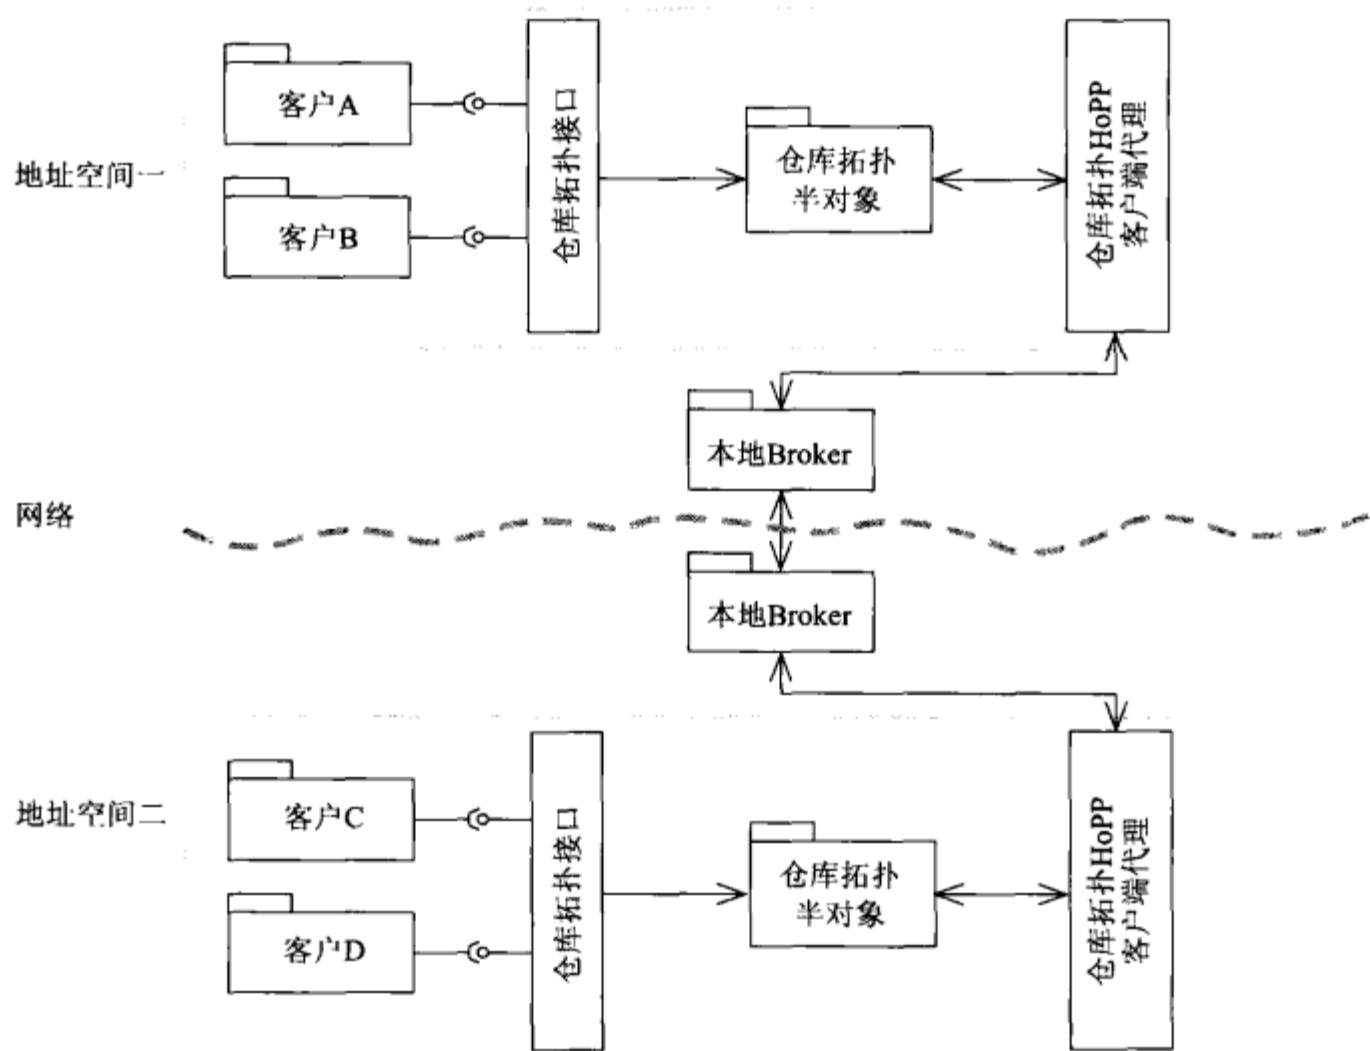 客户A
仓库拓扑接口
仓库拓扑
半对象
仓库拓扑HoPP
客户端代理
地址空间一
客户B
本地Broker
网络
本地Broker
客户C
地址空间二
仓库拓扑接口
仓库拓扑
半对象
仓库拓扑HoPP
客户端代理
客户D